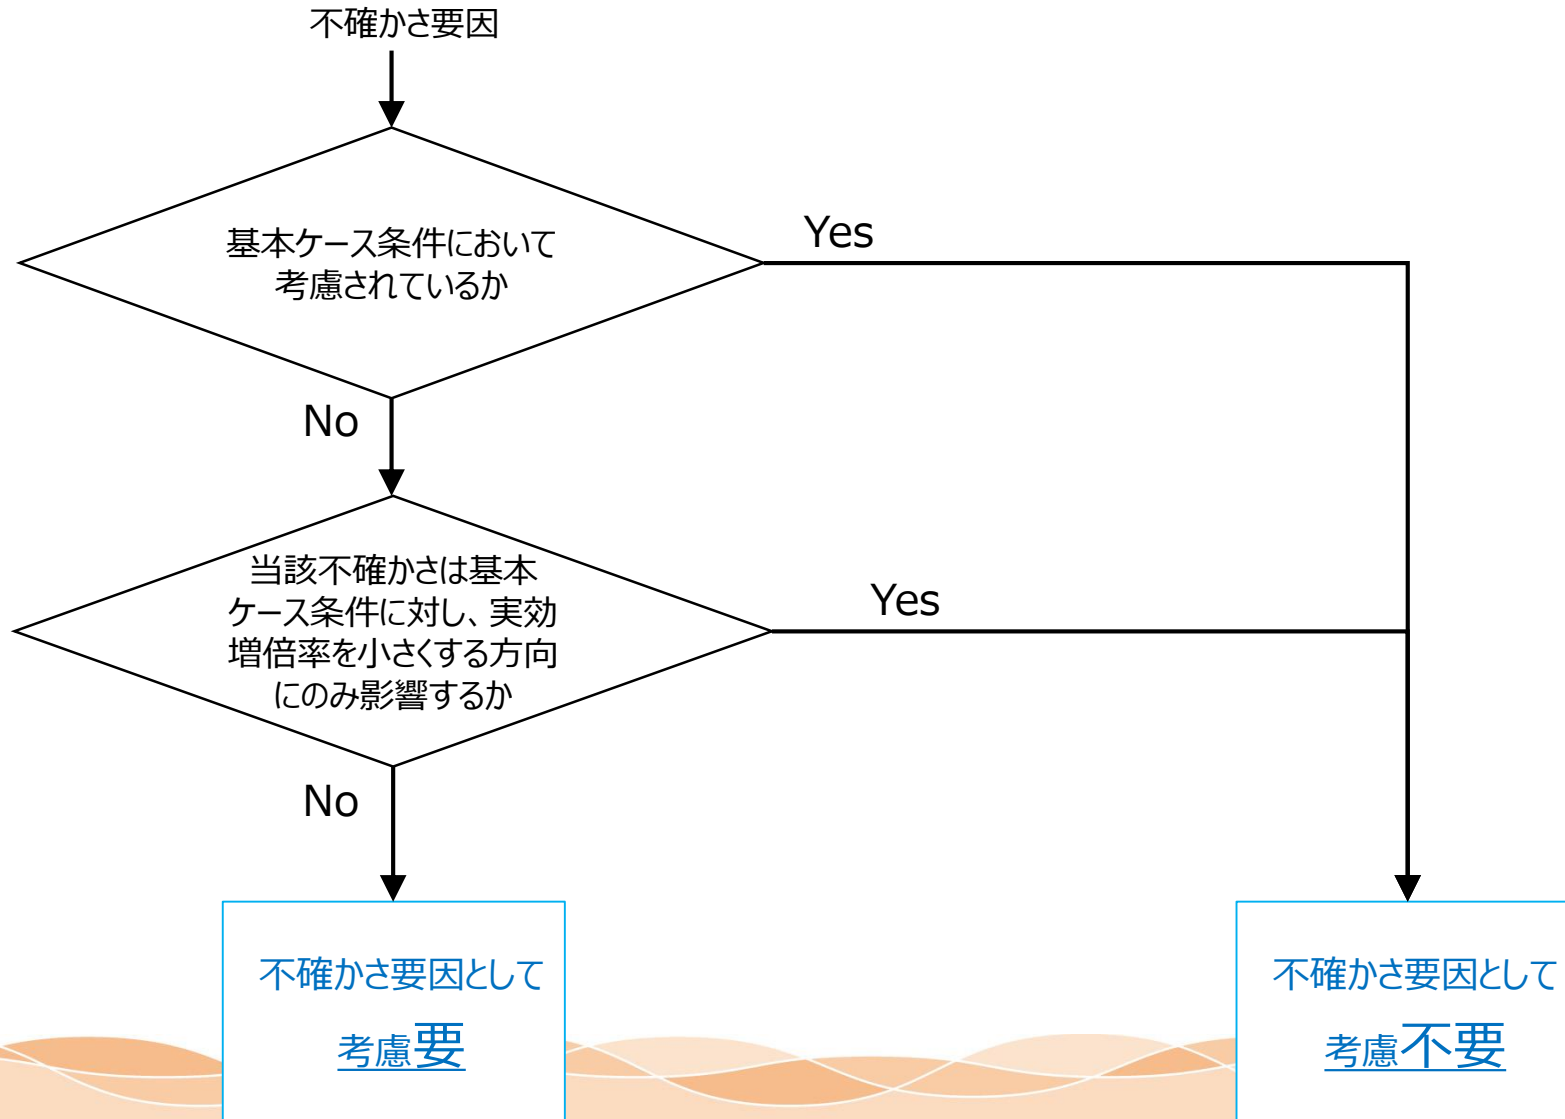 不確かさ要因
基本ケース条件において
考慮されているか
Yes
No
当該不確かさは基本
ケース条件に対し、実効
増倍率を小さくする方向
にのみ影響するか
Yes
No
不確かさ要因として
考慮要
不確かさ要因として
考慮不要